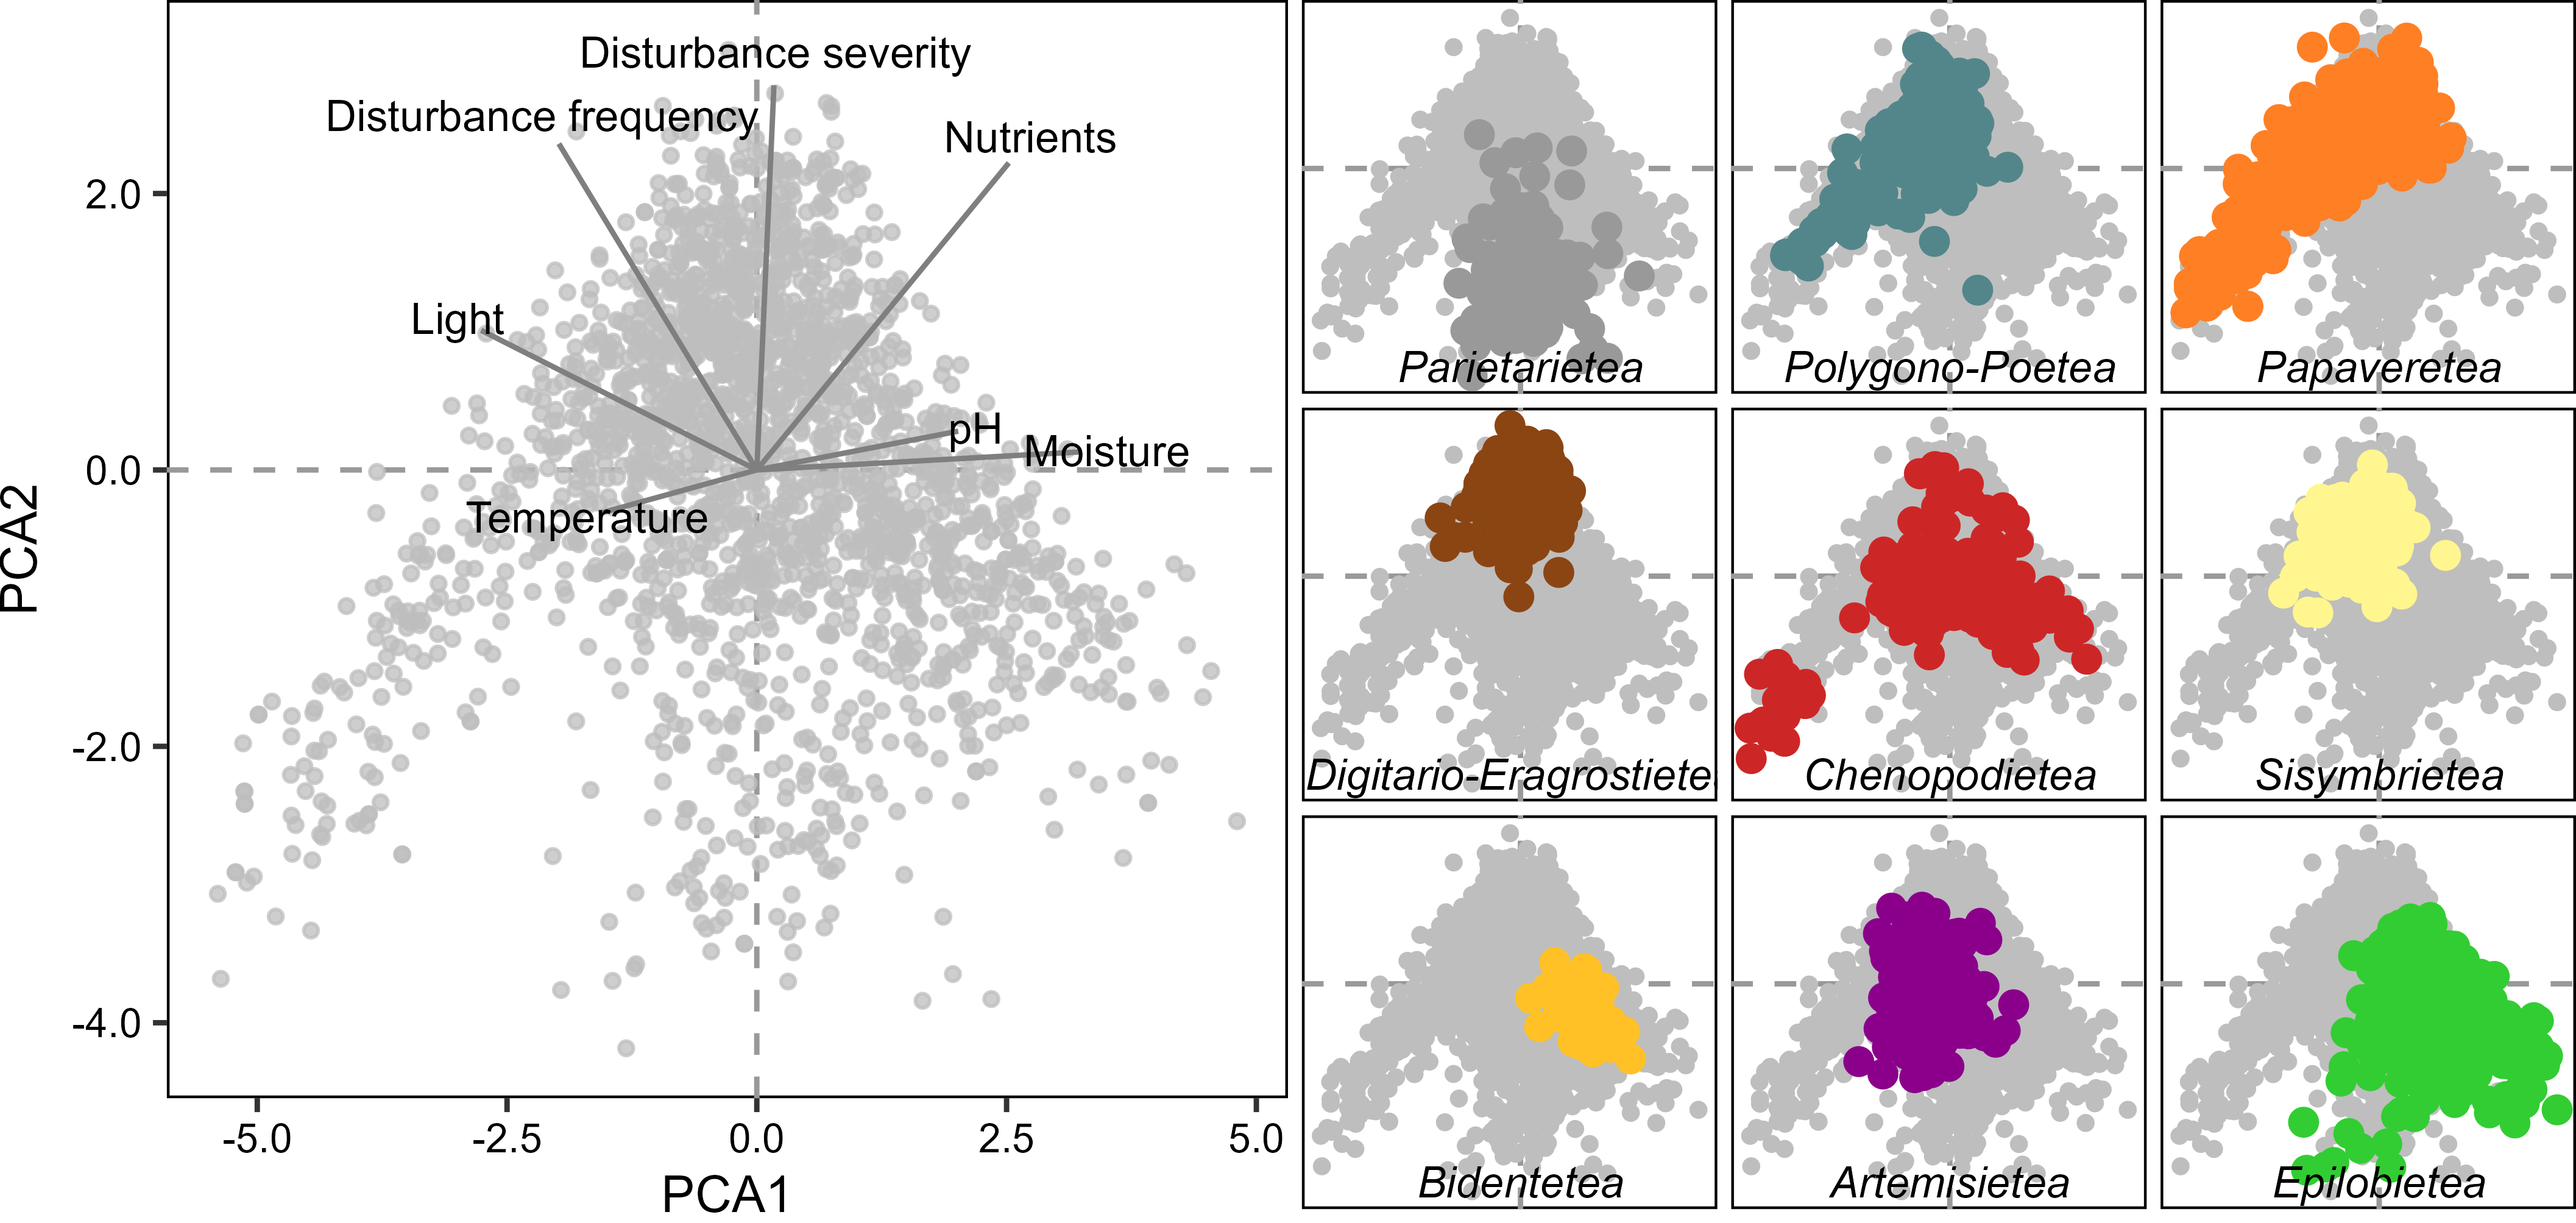 Disturbance severity
Disturbance frequency
Nutrients
Light
pH
Moisture
Temperature
PCA2
2.0
0.0
-2.0
-4.0
-5.0
-2.5
0.0
2.5
5.0
PCA1
Parietarietea
Polygono-Poetea
Papaveretea
Digitario-Eragrostiete
Chenopodietea
Sisymbrietea
Bidentetea
Artemisietea
Epilobietea